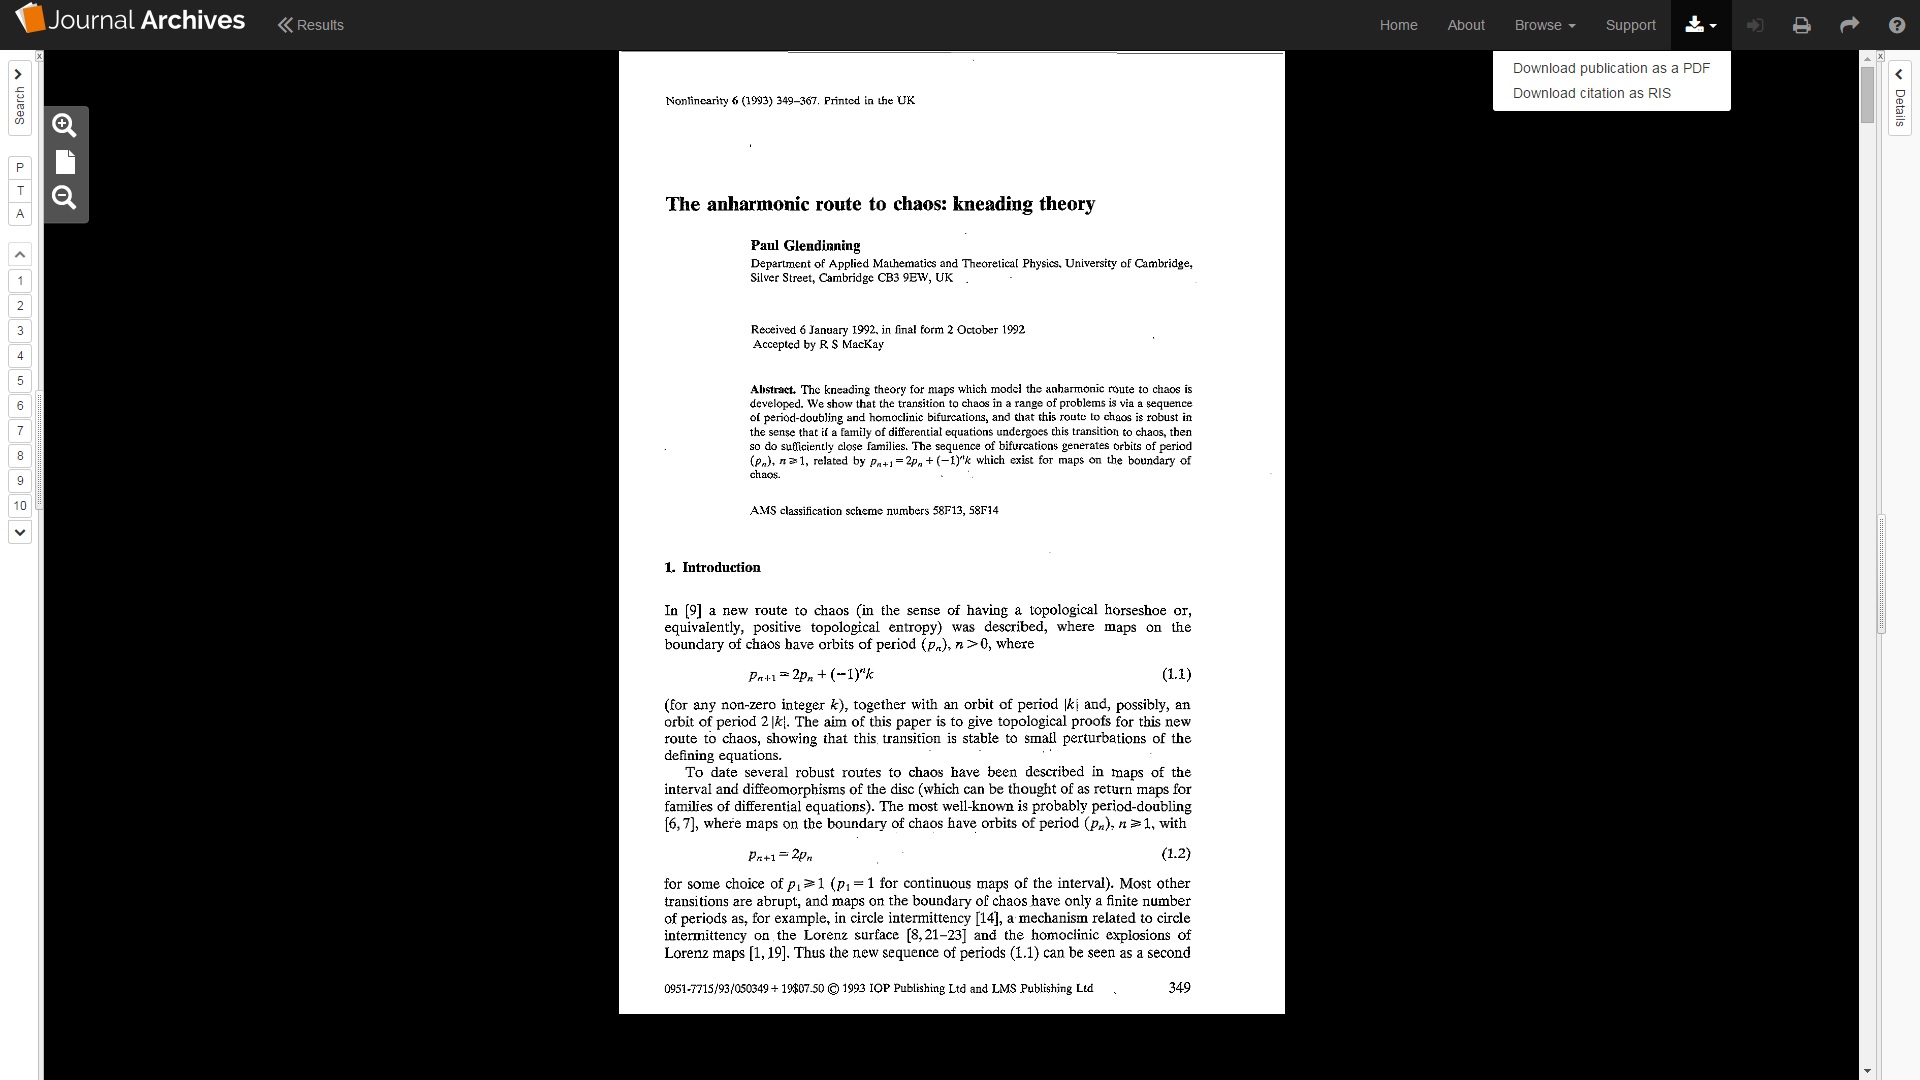 Journal Archives
Results
Home
About
Browse
Support
Download publication as a PDF
Download citation as RIS
Search
Details
P
T
A
1
2
3
4
5
6
7
8
9
10
Nonlinearity 6 (1993) 349–367. Printed in the UK
The anharmonic route to chaos: kneading theory
Paul Glendinning
Department of Applied Mathematics and Theoretical Physics, University of Cambridge,
Silver Street, Cambridge CB3 9EW, UK
Received 6 January 1992, in final form 2 October 1992
Accepted by R S MacKay
Abstract. The kneading theory for maps which model the anharmonic route to chaos is
developed. We show that the transition to chaos in a range of problems is via a sequence
of period-doubling and homoclinic bifurcations, and that this route to chaos is robust in
the sense that if a family of differential equations undergoes this transition to chaos, then
so do sufficiently close families. The sequence of bifurcations generates orbits of period
(pₙ), n ⩾ 1, related by pₙ₊₁ = 2pₙ + (−1)ⁿk which exist for maps on the boundary of
chaos.
AMS classification scheme numbers 58F13, 58F14
1. Introduction
In [9] a new route to chaos (in the sense of having a topological horseshoe or,
equivalently, positive topological entropy) was described, where maps on the
boundary of chaos have orbits of period (pₙ), n > 0, where
pₙ₊₁ = 2pₙ + (−1)ⁿk (1.1)
(for any non-zero integer k), together with an orbit of period |k| and, possibly, an
orbit of period 2 |k|. The aim of this paper is to give topological proofs for this new
route to chaos, showing that this transition is stable to small perturbations of the
defining equations.
To date several robust routes to chaos have been described in maps of the
interval and diffeomorphisms of the disc (which can be thought of as return maps for
families of differential equations). The most well-known is probably period-doubling
[6, 7], where maps on the boundary of chaos have orbits of period (pₙ), n ⩾ 1, with
pₙ₊₁ = 2pₙ (1.2)
for some choice of p₁ ⩾ 1 (p₁ = 1 for continuous maps of the interval). Most other
transitions are abrupt, and maps on the boundary of chaos have only a finite number
of periods as, for example, in circle intermittency [14], a mechanism related to circle
intermittency on the Lorenz surface [8, 21–23] and the homoclinic explosions of
Lorenz maps [1, 19]. Thus the new sequence of periods (1.1) can be seen as a second
0951-7715/93/050349 + 19$07.50 © 1993 IOP Publishing Ltd and LMS Publishing Ltd 349